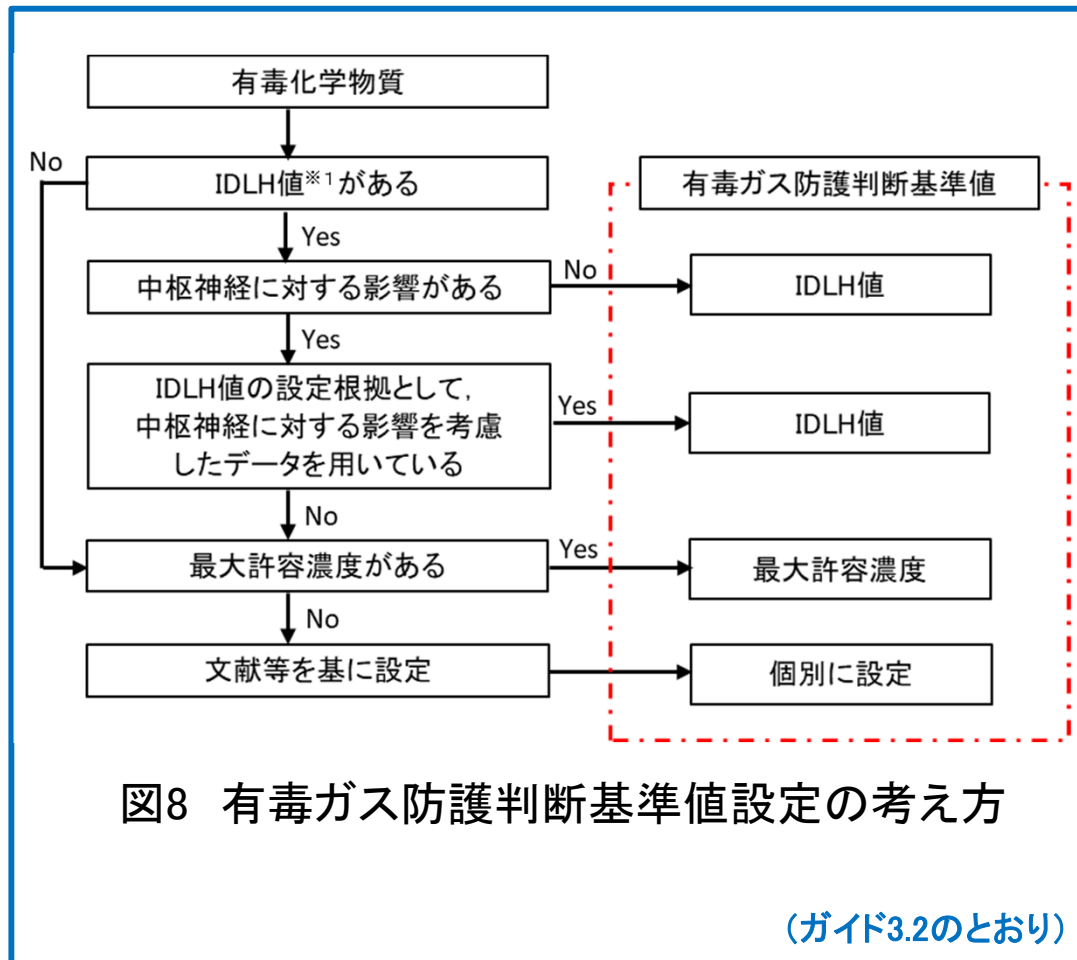 有毒化学物質
No
IDLH値※1がある
有毒ガス防護判断基準値
Yes
中枢神経に対する影響がある
No
IDLH値
Yes
IDLH値の設定根拠として,
中枢神経に対する影響を考慮
したデータを用いている
Yes
IDLH値
No
最大許容濃度がある
Yes
最大許容濃度
No
文献等を基に設定
個別に設定
図8 有毒ガス防護判断基準値設定の考え方
(ガイド3.2のとおり)